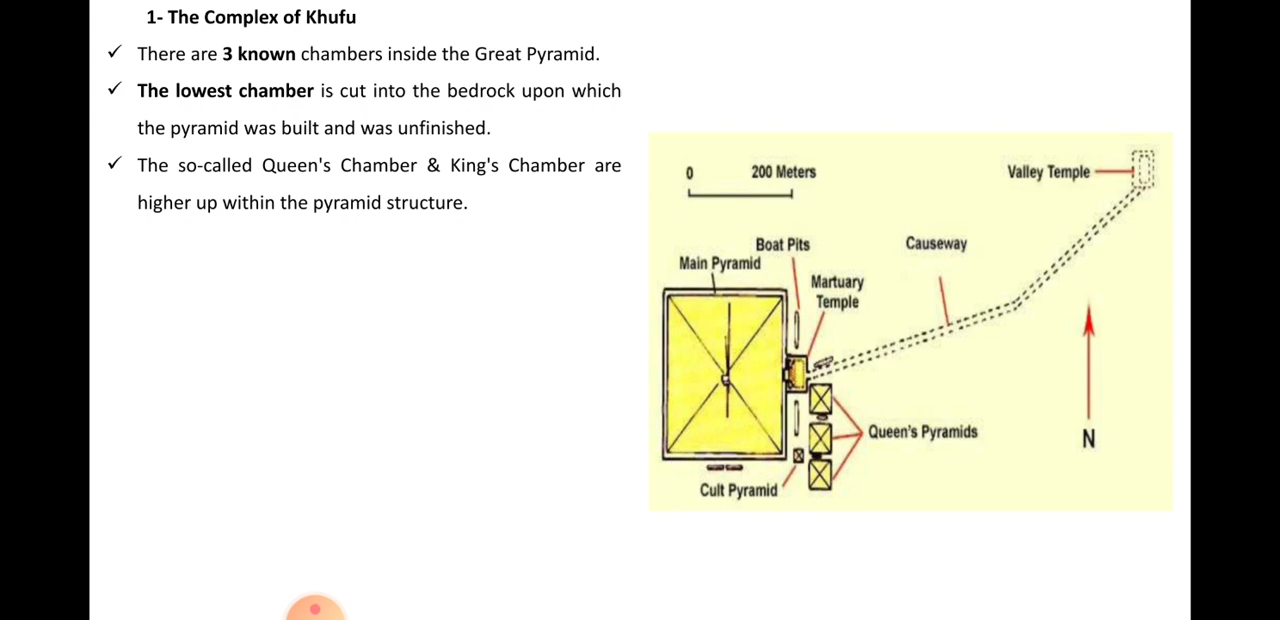 1- The Complex of Khufu
✓ There are 3 known chambers inside the Great Pyramid.
✓ The lowest chamber is cut into the bedrock upon which
the pyramid was built and was unfinished.
✓ The so-called Queen's Chamber & King's Chamber are
higher up within the pyramid structure.
0 200 Meters
Valley Temple
Boat Pits
Causeway
Main Pyramid
Martuary
Temple
Queen's Pyramids
N
Cult Pyramid